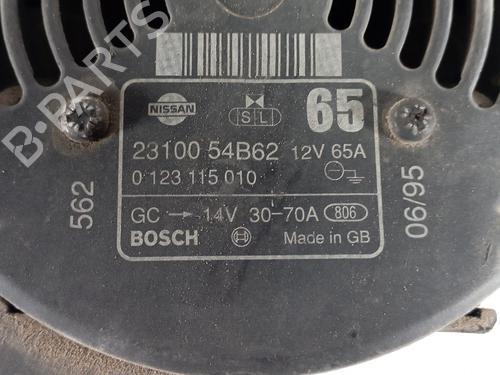 B-PARTS
NISSAN
SL
65
23100 54B62 12V 65A
0 123 115 010
GC → 14V 30-70A 806
BOSCH Made in GB
562
06/95